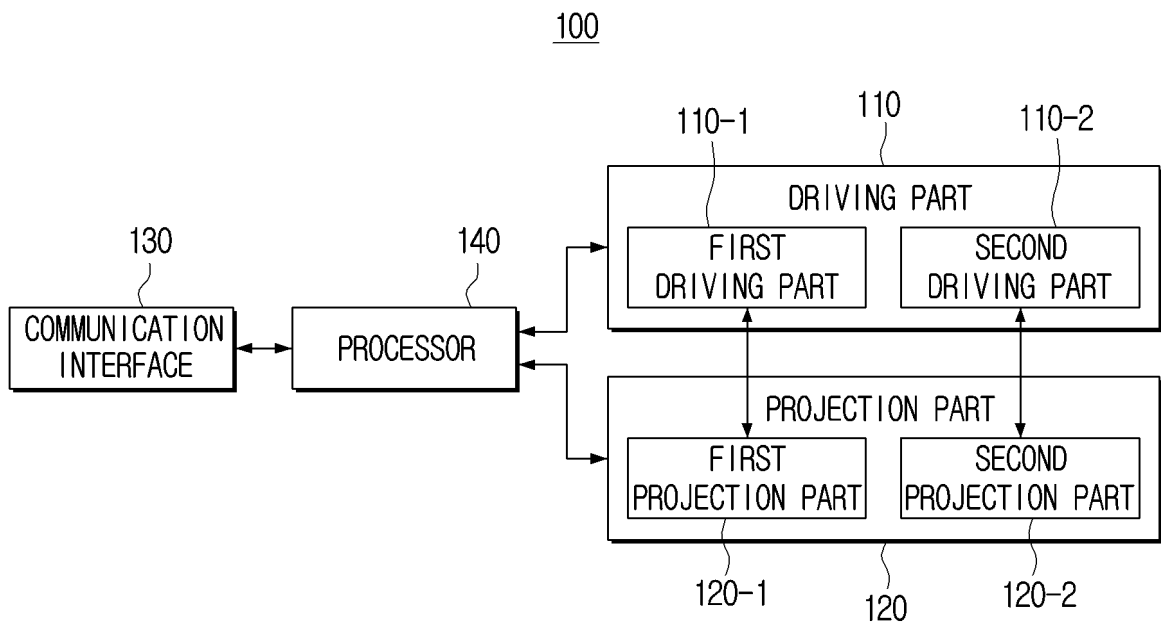 100
110
110-1
110-2
DRIVING PART
130
140
FIRST
DRIVING PART
SECOND
DRIVING PART
COMMUNICATION
INTERFACE
PROCESSOR
PROJECTION PART
FIRST
PROJECTION PART
SECOND
PROJECTION PART
120-1
120
120-2